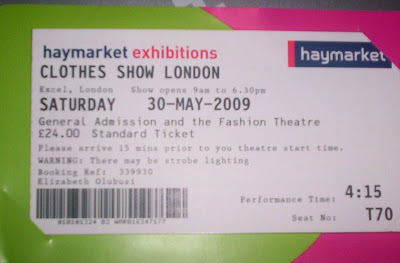 haymarket exhibitions
haymarket
CLOTHES SHOW LONDON
Excel, London Show opens 9am to 6.30pm
SATURDAY 30-MAY-2009
General Admission and the Fashion Theatre
£24.00 Standard Ticket
Please arrive 15 mins prior to you theatre start time.
WARNING: There may be strobe lighting
Booking Ref: 339930
Elizabeth Olubusi
Performance Time: 4:15
Seat No: T70